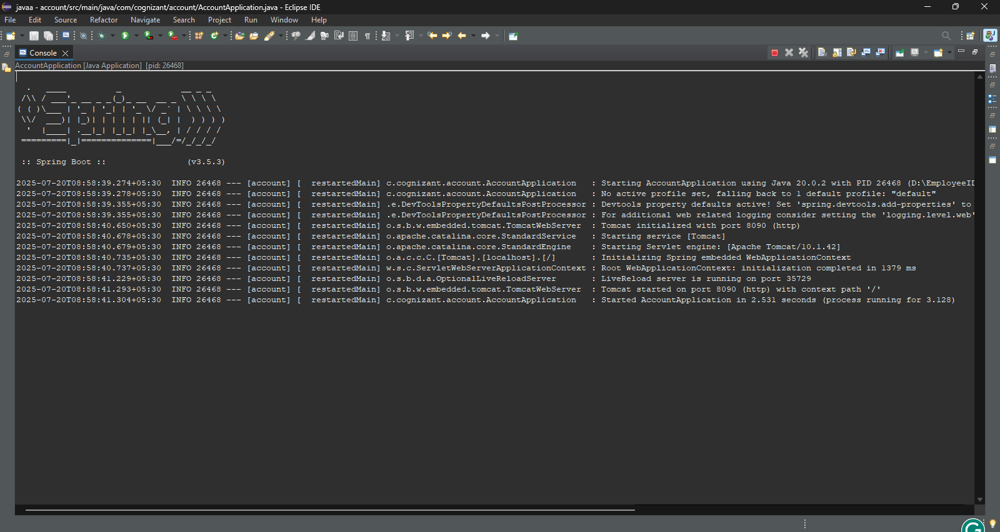 javaa - account/src/main/java/com/cognizant/account/AccountApplication.java - Eclipse IDE
File Edit Source Refactor Navigate Search Project Run Window Help
Console
AccountApplication [Java Application] [pid: 26468]
:: Spring Boot :: (v3.5.3)
2025-07-20T08:58:39.274+05:30 INFO 26468 --- [account] [ restartedMain] c.cognizant.account.AccountApplication : Starting AccountApplication using Java 20.0.2 with PID 26468 (D:\EmployeeID
2025-07-20T08:58:39.278+05:30 INFO 26468 --- [account] [ restartedMain] c.cognizant.account.AccountApplication : No active profile set, falling back to 1 default profile: "default"
2025-07-20T08:58:39.355+05:30 INFO 26468 --- [account] [ restartedMain] .e.DevToolsPropertyDefaultsPostProcessor : Devtools property defaults active! Set 'spring.devtools.add-properties' to
2025-07-20T08:58:39.355+05:30 INFO 26468 --- [account] [ restartedMain] .e.DevToolsPropertyDefaultsPostProcessor : For additional web related logging consider setting the 'logging.level.web'
2025-07-20T08:58:40.650+05:30 INFO 26468 --- [account] [ restartedMain] o.s.b.w.embedded.tomcat.TomcatWebServer : Tomcat initialized with port 8090 (http)
2025-07-20T08:58:40.678+05:30 INFO 26468 --- [account] [ restartedMain] o.apache.catalina.core.StandardService : Starting service [Tomcat]
2025-07-20T08:58:40.679+05:30 INFO 26468 --- [account] [ restartedMain] o.apache.catalina.core.StandardEngine : Starting Servlet engine: [Apache Tomcat/10.1.42]
2025-07-20T08:58:40.735+05:30 INFO 26468 --- [account] [ restartedMain] o.a.c.c.C.[Tomcat].[localhost].[/] : Initializing Spring embedded WebApplicationContext
2025-07-20T08:58:40.737+05:30 INFO 26468 --- [account] [ restartedMain] w.s.c.ServletWebServerApplicationContext : Root WebApplicationContext: initialization completed in 1379 ms
2025-07-20T08:58:41.229+05:30 INFO 26468 --- [account] [ restartedMain] o.s.b.d.a.OptionalLiveReloadServer : LiveReload server is running on port 35729
2025-07-20T08:58:41.293+05:30 INFO 26468 --- [account] [ restartedMain] o.s.b.w.embedded.tomcat.TomcatWebServer : Tomcat started on port 8090 (http) with context path '/'
2025-07-20T08:58:41.304+05:30 INFO 26468 --- [account] [ restartedMain] c.cognizant.account.AccountApplication : Started AccountApplication in 2.531 seconds (process running for 3.128)